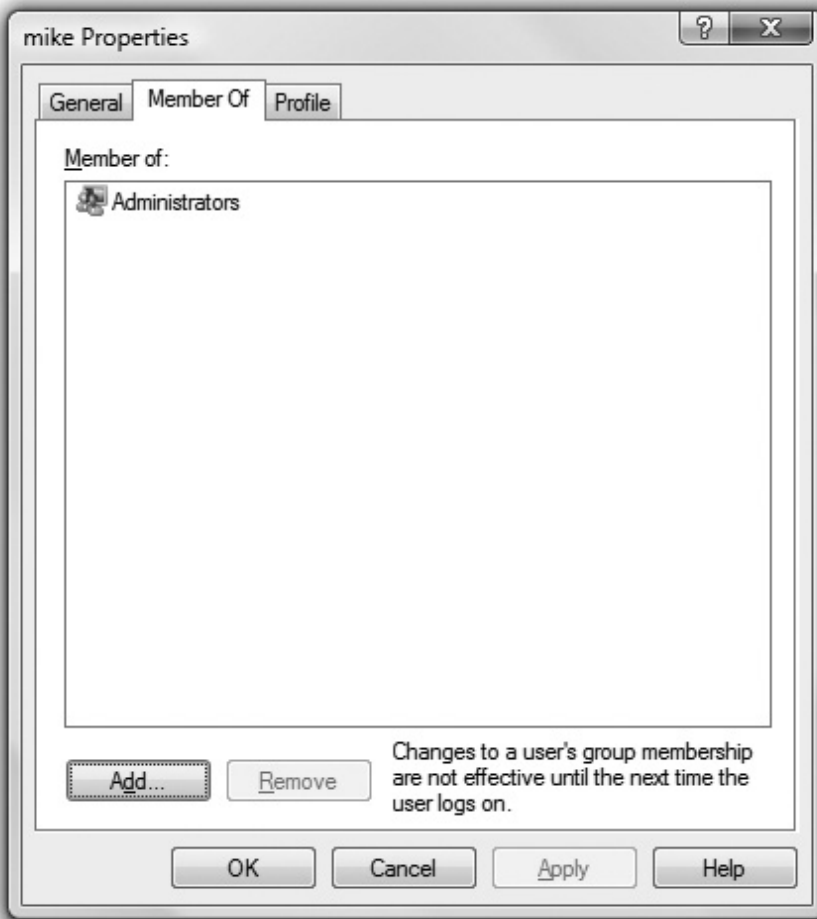 mike Properties
?
X
General Member Of Profile
Member of:
Administrators
Add... Remove
Changes to a user's group membership
are not effective until the next time the
user logs on.
OK Cancel Apply Help